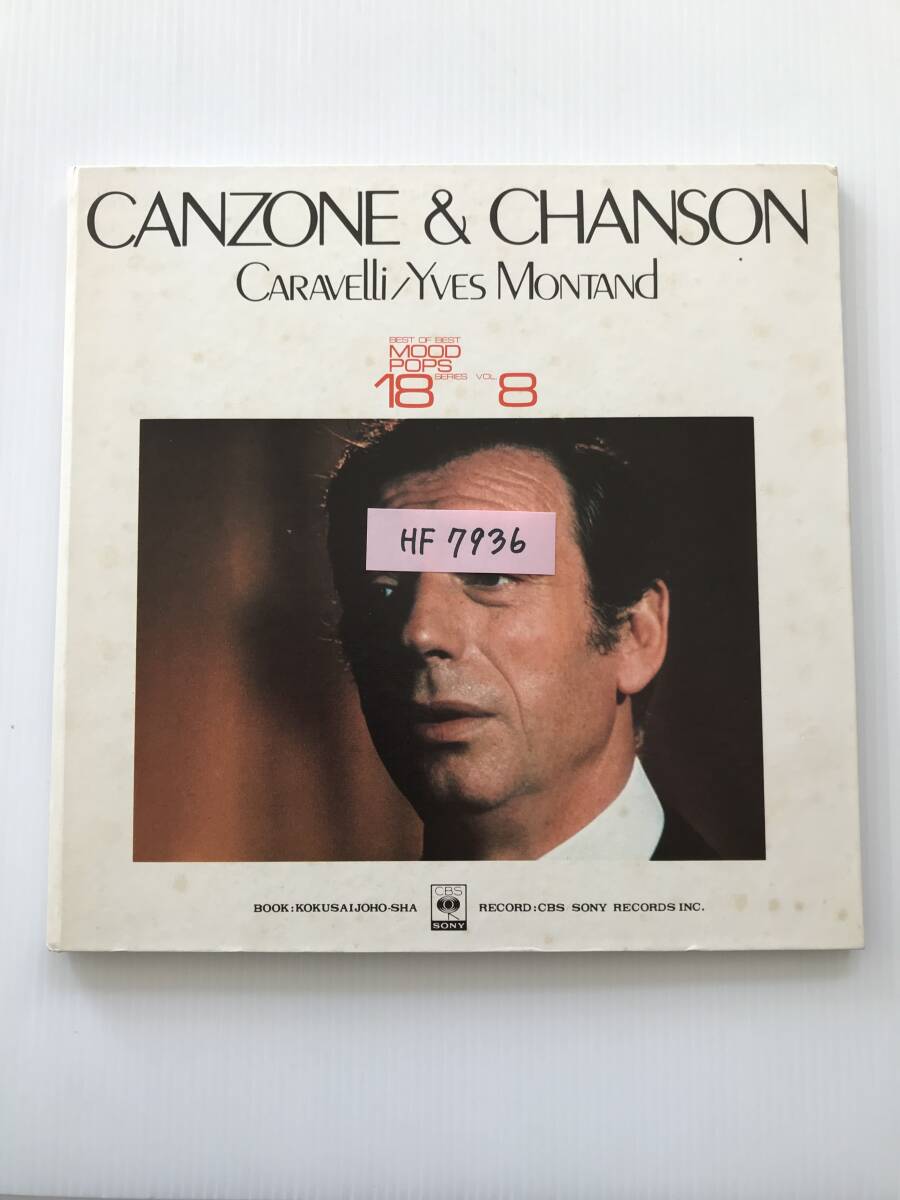 CANZONE & CHANSON
CARAVElli/YVES MONTANd
BEST OF BEST
MOOD
POPS
18 SERIES VOL. 8
HF 7936
BOOK:KOKUSAIJOHO-SHA
CBS
SONY
RECORD:CBS SONY RECORDS INC.